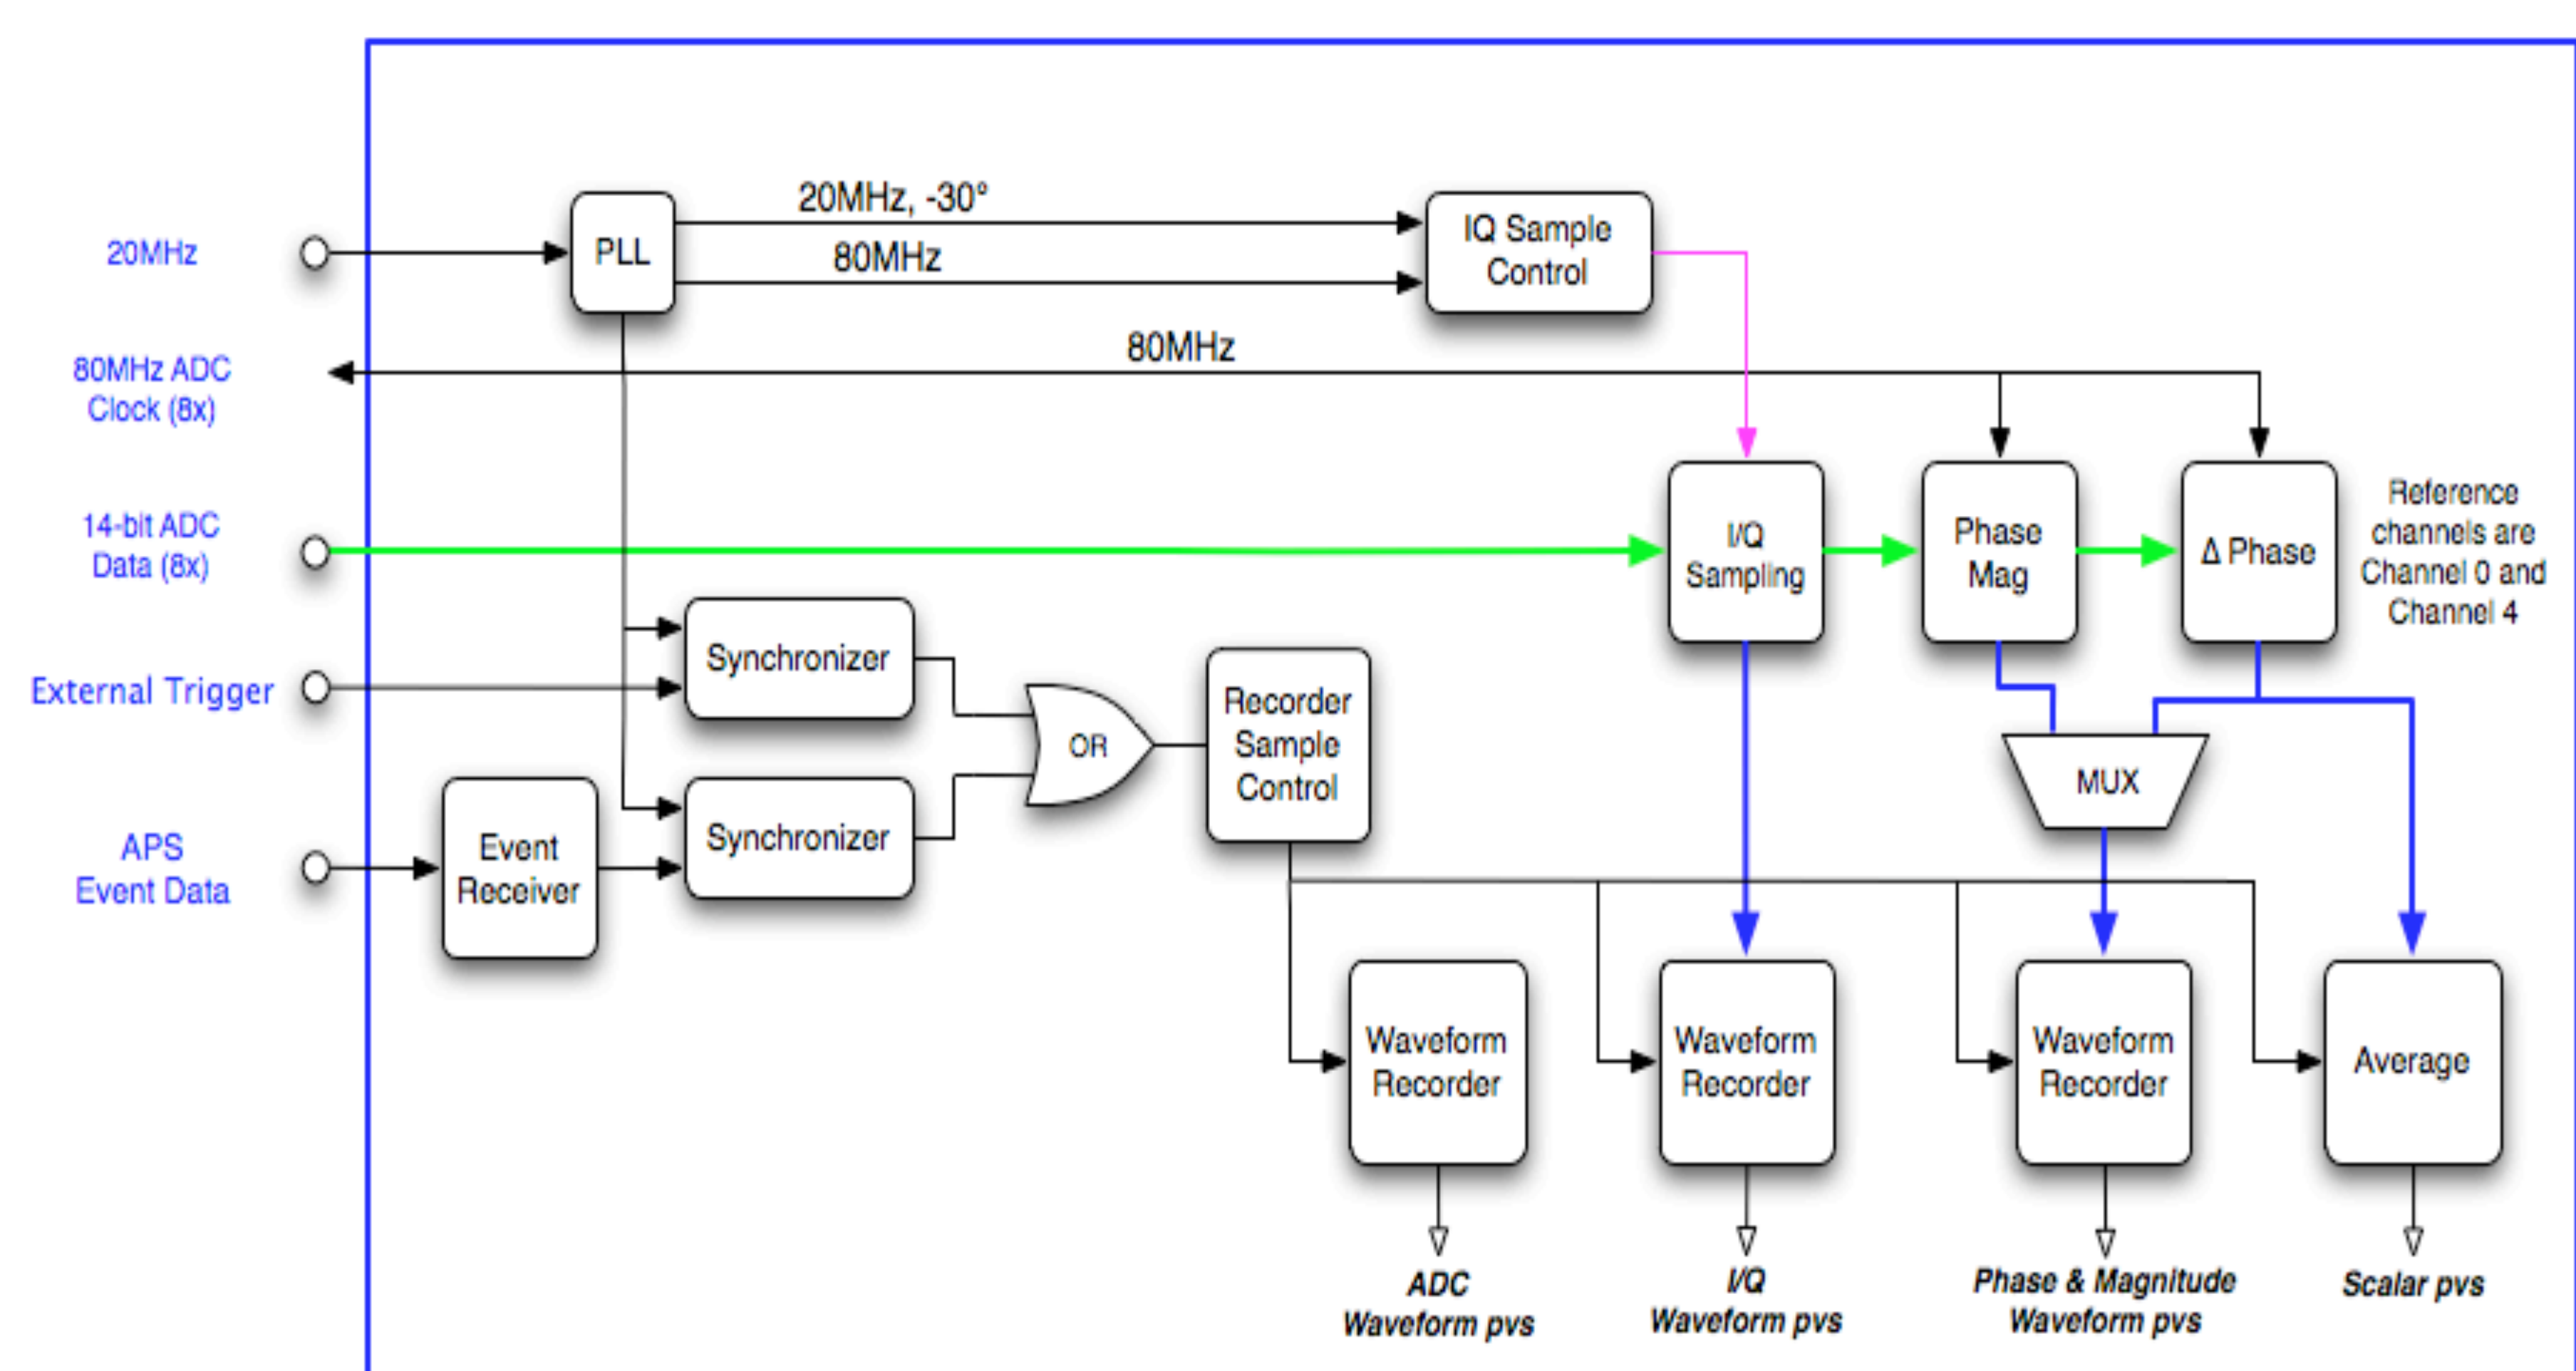 20MHz
PLL
20MHz, -30°
80MHz
IQ Sample
Control
80MHz ADC
Clock (8x)
80MHz
14-bit ADC
Data (8x)
I/Q
Sampling
Phase
Mag
Δ Phase
Reference
channels are
Channel 0 and
Channel 4
External Trigger
Synchronizer
OR
Recorder
Sample
Control
MUX
APS
Event Data
Event
Receiver
Synchronizer
Waveform
Recorder
Waveform
Recorder
Waveform
Recorder
Average
ADC
Waveform pvs
I/Q
Waveform pvs
Phase & Magnitude
Waveform pvs
Scalar pvs